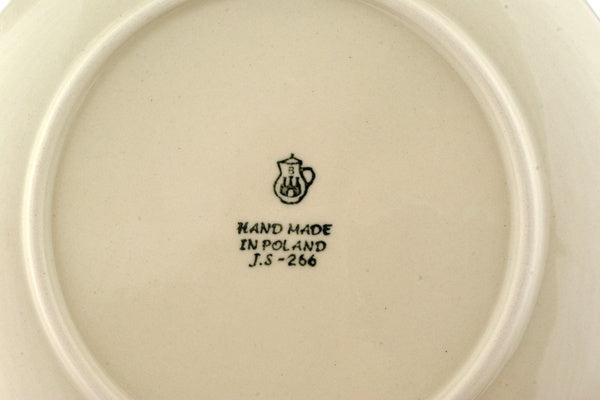 B
HAND MADE
IN POLAND
J.S-266